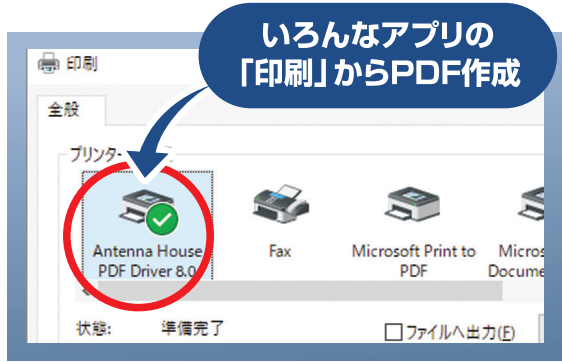 いろんなアプリの
「印刷」からPDF作成
印刷
全般
プリンター
Antenna House
PDF Driver 8.0
Fax
Microsoft Print to
PDF
Micros
Docume
状態: 準備完了
ファイルへ出力(F)